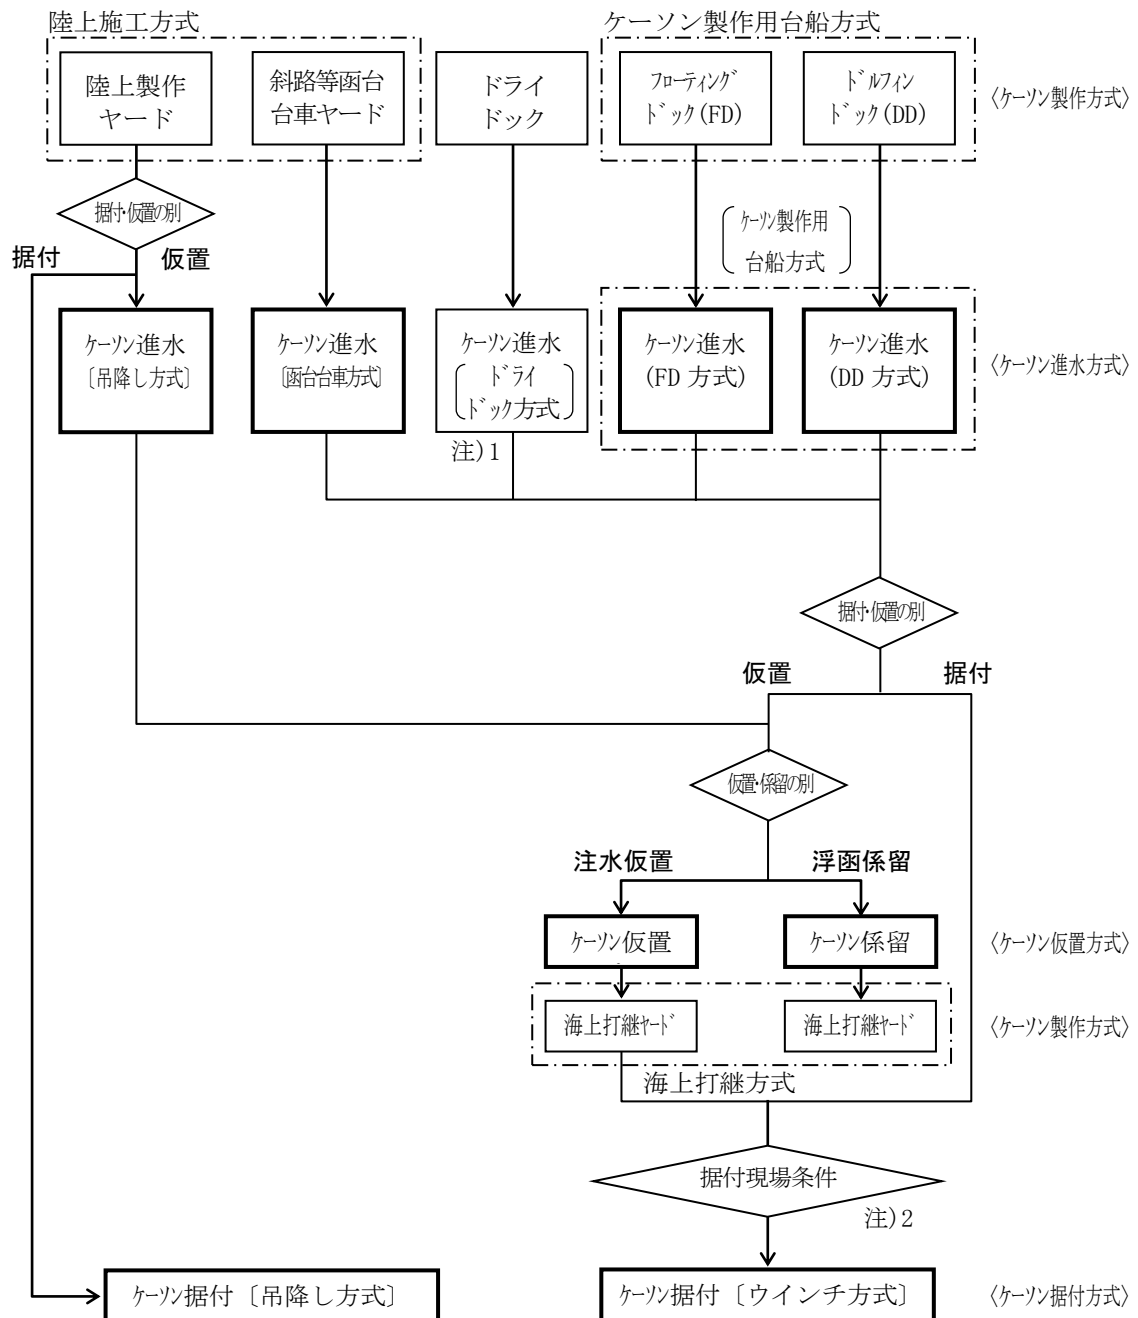 陸上施工方式
ケーソン製作用台船方式
陸上製作
ヤード
斜路等函台
台車ヤード
ドライ
ドック
フローティング
ドック(FD)
ドルフィン
ドック(DD)
〈ケーソン製作方式〉
据付・仮置の別
ケーソン製作用
台船方式
据付
仮置
ケーソン進水
〔吊降し方式〕
ケーソン進水
〔函台台車方式〕
ケーソン進水
ドライ
ドック方式
ケーソン進水
(FD 方式)
ケーソン進水
(DD 方式)
〈ケーソン進水方式〉
注)1
据付・仮置の別
仮置
据付
仮置・係留の別
注水仮置
浮函係留
ケーソン仮置
ケーソン係留
〈ケーソン仮置方式〉
海上打継ヤード
海上打継ヤード
〈ケーソン製作方式〉
海上打継方式
据付現場条件
注)2
ケーソン据付〔吊降し方式〕
ケーソン据付〔ウインチ方式〕
〈ケーソン据付方式〉